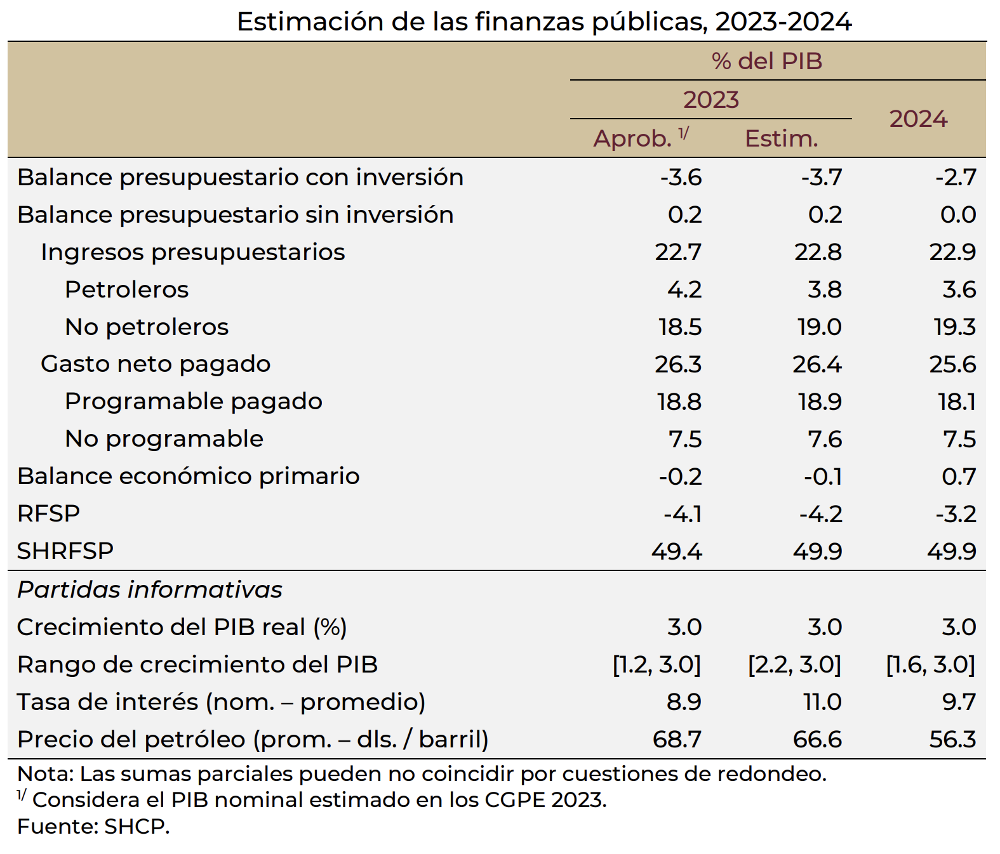 Estimación de las finanzas públicas, 2023-2024
% del PIB
2023
2024
Aprob. 1/ Estim.
Balance presupuestario con inversión -3.6 -3.7 -2.7
Balance presupuestario sin inversión 0.2 0.2 0.0
Ingresos presupuestarios 22.7 22.8 22.9
Petroleros 4.2 3.8 3.6
No petroleros 18.5 19.0 19.3
Gasto neto pagado 26.3 26.4 25.6
Programable pagado 18.8 18.9 18.1
No programable 7.5 7.6 7.5
Balance económico primario -0.2 -0.1 0.7
RFSP -4.1 -4.2 -3.2
SHRFSP 49.4 49.9 49.9
Partidas informativas
Crecimiento del PIB real (%) 3.0 3.0 3.0
Rango de crecimiento del PIB [1.2, 3.0] [2.2, 3.0] [1.6, 3.0]
Tasa de interés (nom. – promedio) 8.9 11.0 9.7
Precio del petróleo (prom. – dls. / barril) 68.7 66.6 56.3
Nota: Las sumas parciales pueden no coincidir por cuestiones de redondeo.
1/ Considera el PIB nominal estimado en los CGPE 2023.
Fuente: SHCP.